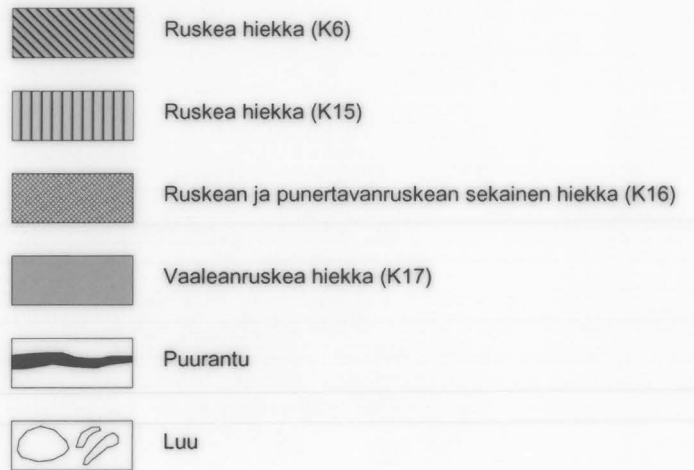 Ruskea hiekka (K6)
Ruskea hiekka (K15)
Ruskean ja punertavanruskean sekainen hiekka (K16)
Vaaleanruskea hiekka (K17)
Puurantu
Luu